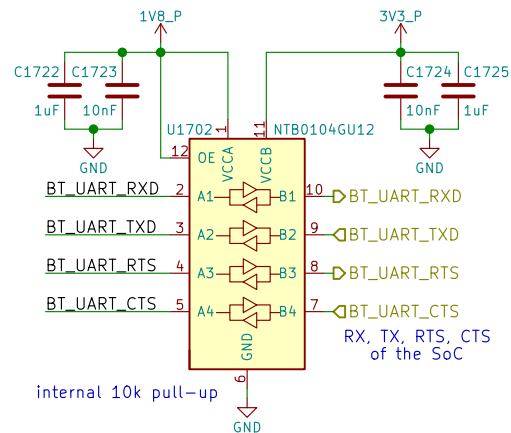 1V8_P 3V3_P
C1722 C1723 C1724 C1725
1uF 10nF 10nF 1uF
GND GND
U1702 1 11 NTB0104GU12
12 OE VCCA VCCB
BT_UART_RXD 2 A1 B1 10 BT_UART_RXD
BT_UART_TXD 3 A2 B2 9 BT_UART_TXD
BT_UART_RTS 4 A3 B3 8 BT_UART_RTS
BT_UART_CTS 5 A4 B4 7 BT_UART_CTS
RX, TX, RTS, CTS
of the SoC
GND
6
internal 10k pull-up
GND